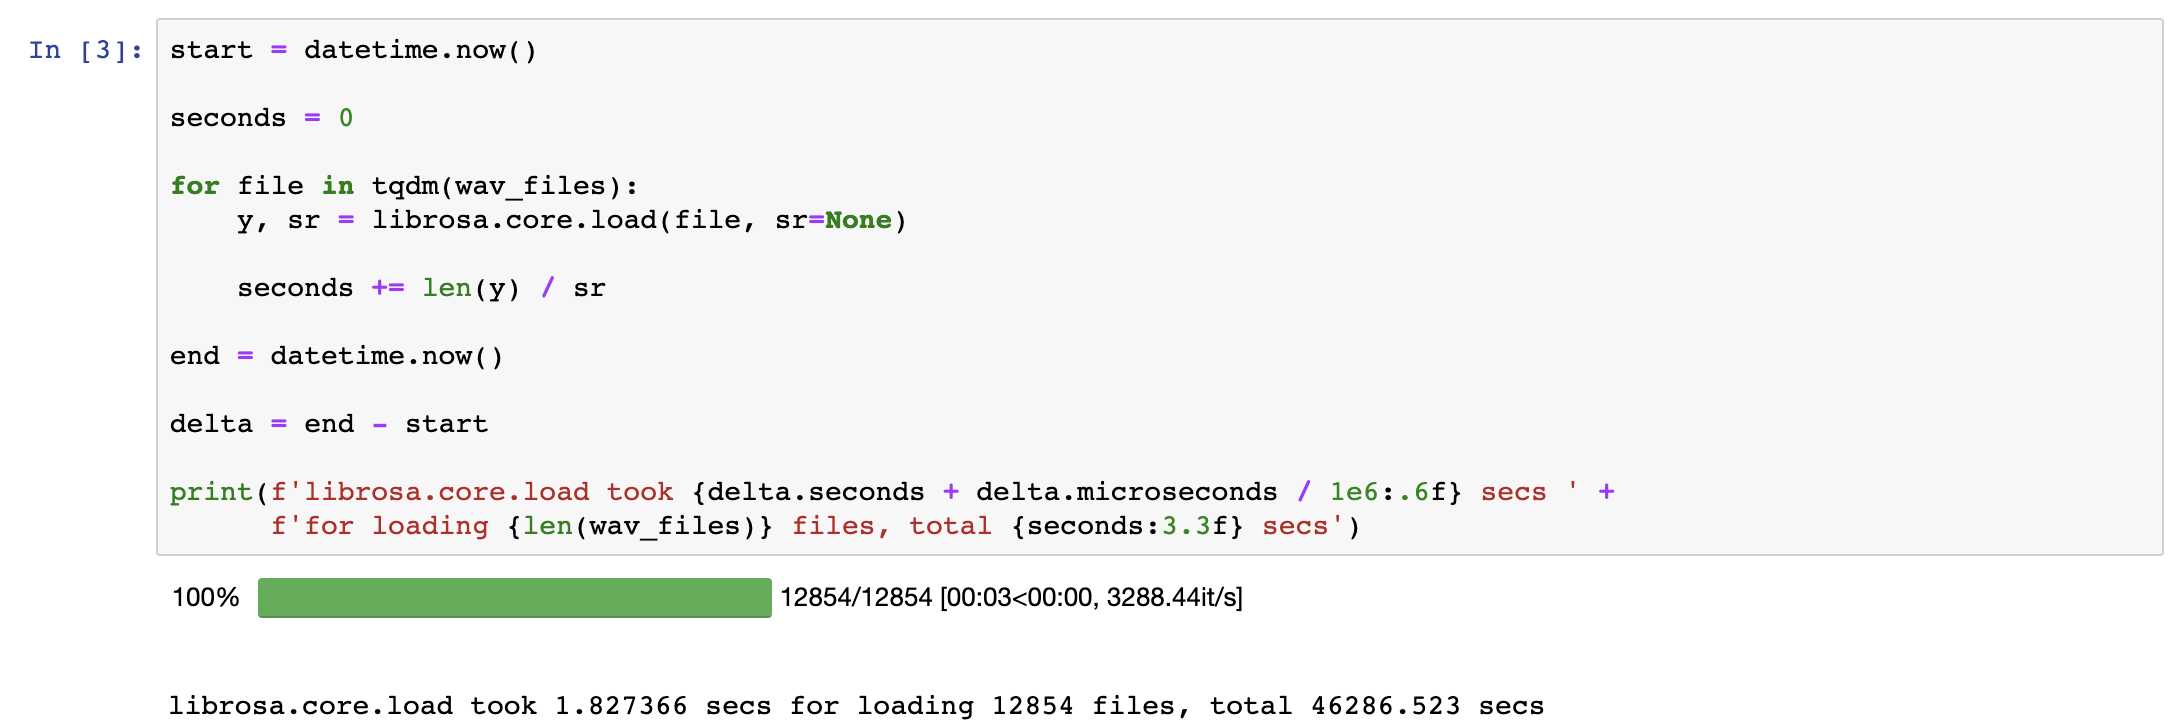 In [3]:
start = datetime.now()
seconds = 0
for file in tqdm(wav_files):
    y, sr = librosa.core.load(file, sr=None)
    seconds += len(y) / sr
end = datetime.now()
delta = end - start
print(f'librosa.core.load took {delta.seconds + delta.microseconds / 1e6:.6f} secs ' +
      f'for loading {len(wav_files)} files, total {seconds:3.3f} secs')
100% 12854/12854 [00:03<00:00, 3288.44it/s]
librosa.core.load took 1.827366 secs for loading 12854 files, total 46286.523 secs